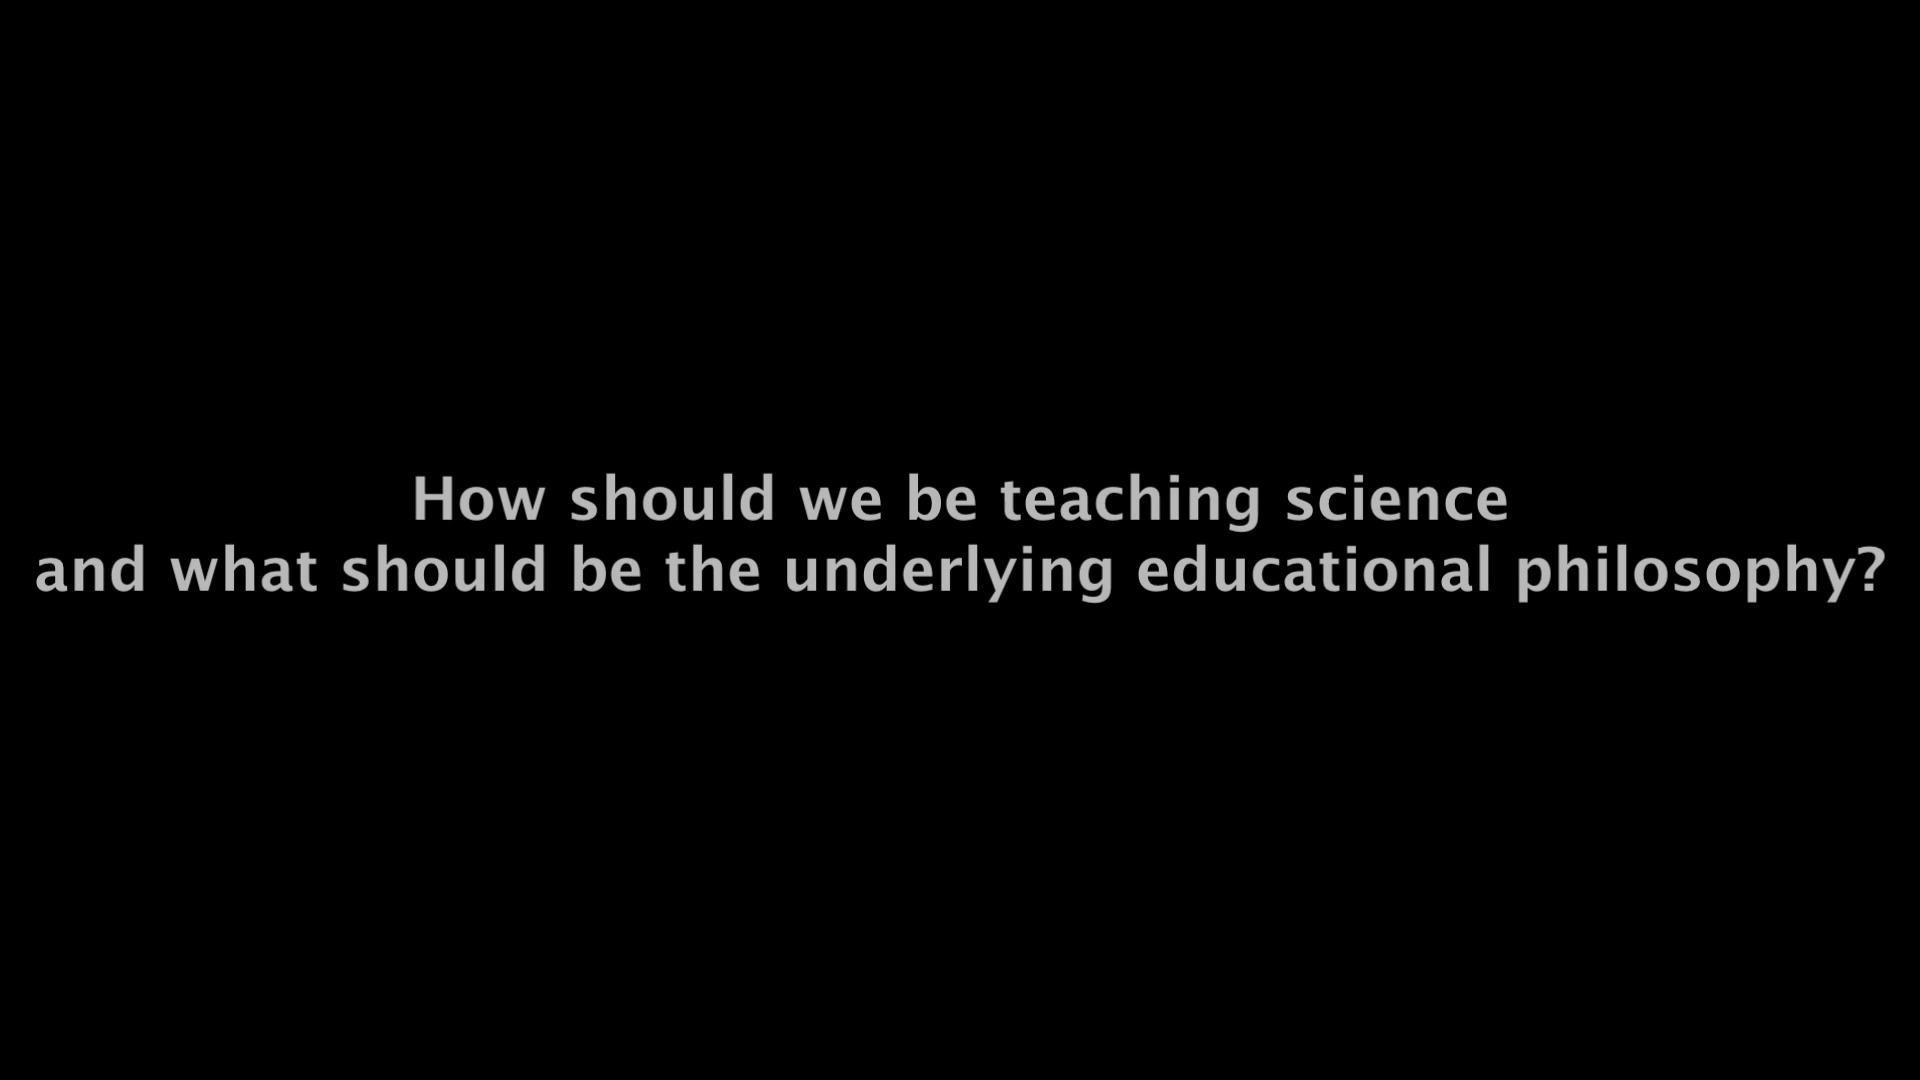 How should we be teaching science
and what should be the underlying educational philosophy?